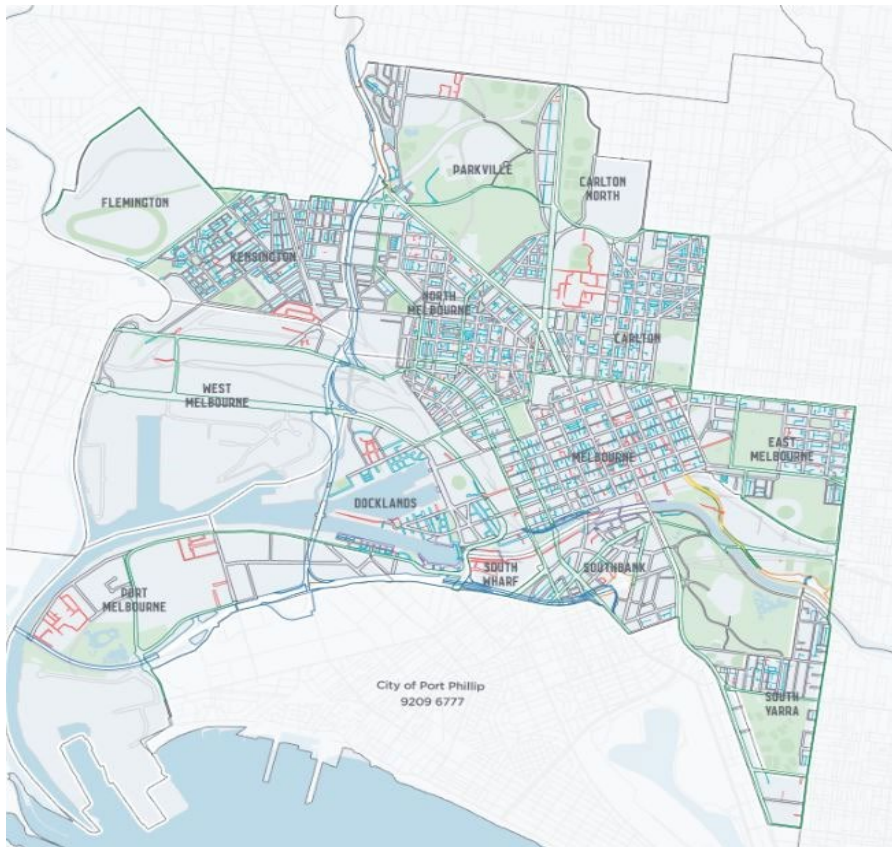 PARKVILLE
CARLTON
NORTH
FLEMINGTON
KENSINGTON
NORTH
MELBOURNE
CARLTON
WEST
MELBOURNE
EAST
MELBOURNE
MELBOURNE
DOCKLANDS
SOUTH
WHARF
SOUTHBANK
PORT
MELBOURNE
City of Port Phillip
9209 6777
SOUTH
YARRA